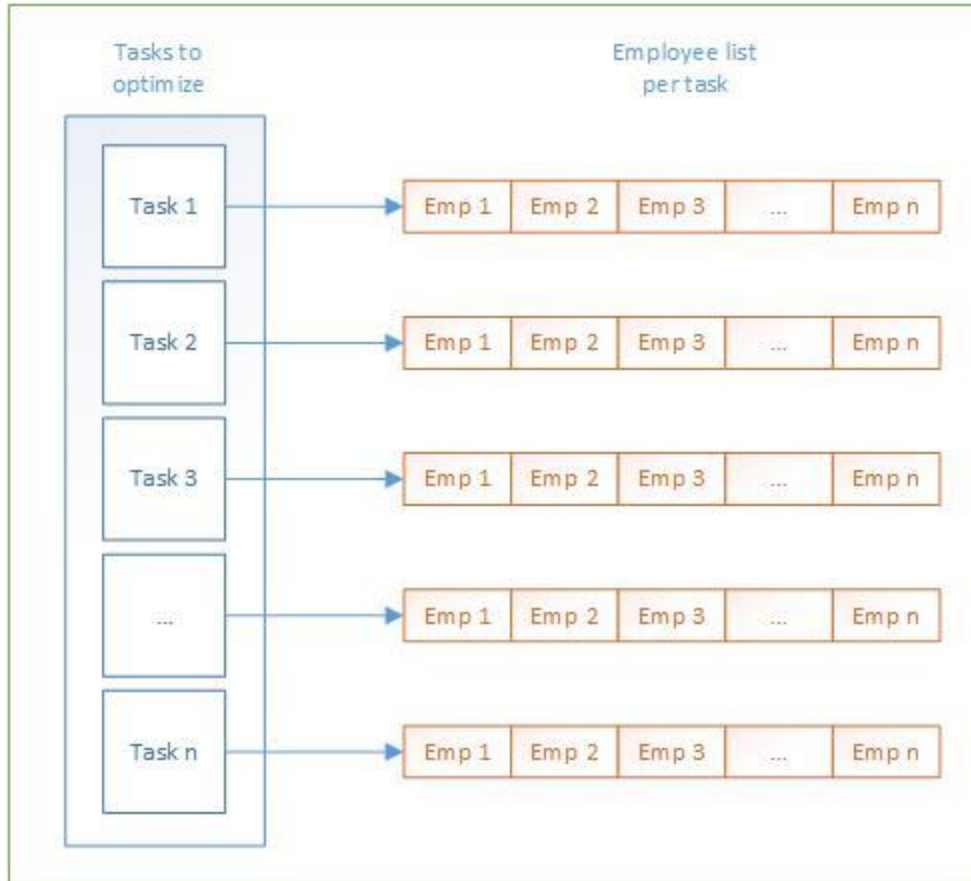 Tasks to
optimize
Employee list
per task
Task 1
Emp 1 Emp 2 Emp 3 ... Emp n
Task 2
Emp 1 Emp 2 Emp 3 ... Emp n
Task 3
Emp 1 Emp 2 Emp 3 ... Emp n
...
Emp 1 Emp 2 Emp 3 ... Emp n
Task n
Emp 1 Emp 2 Emp 3 ... Emp n